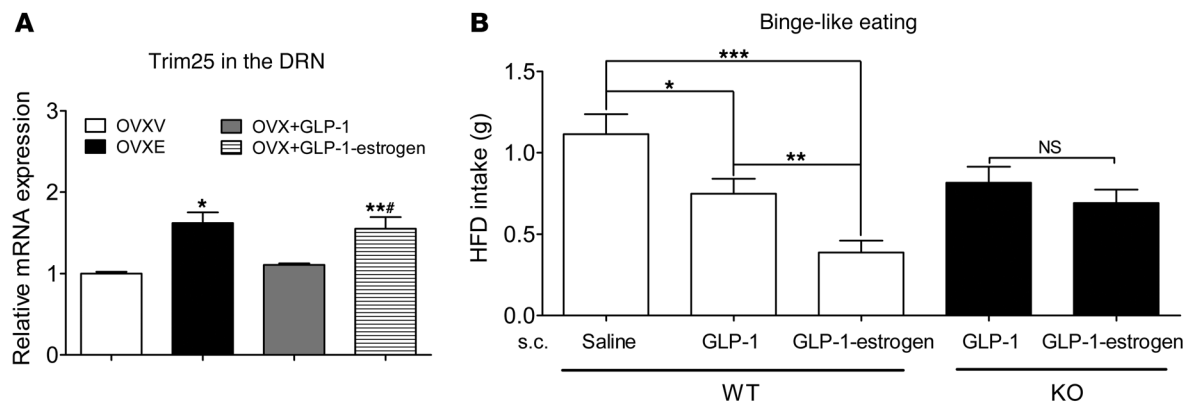 A
Trim25 in the DRN
Relative mRNA expression
3
2
1
0
OVXV
OVX+GLP-1
OVXE
OVX+GLP-1-estrogen
*
**#
B
Binge-like eating
HFD intake (g)
1.5
1.0
0.5
0.0
***
*
**
NS
s.c. Saline GLP-1 GLP-1-estrogen GLP-1 GLP-1-estrogen
WT KO